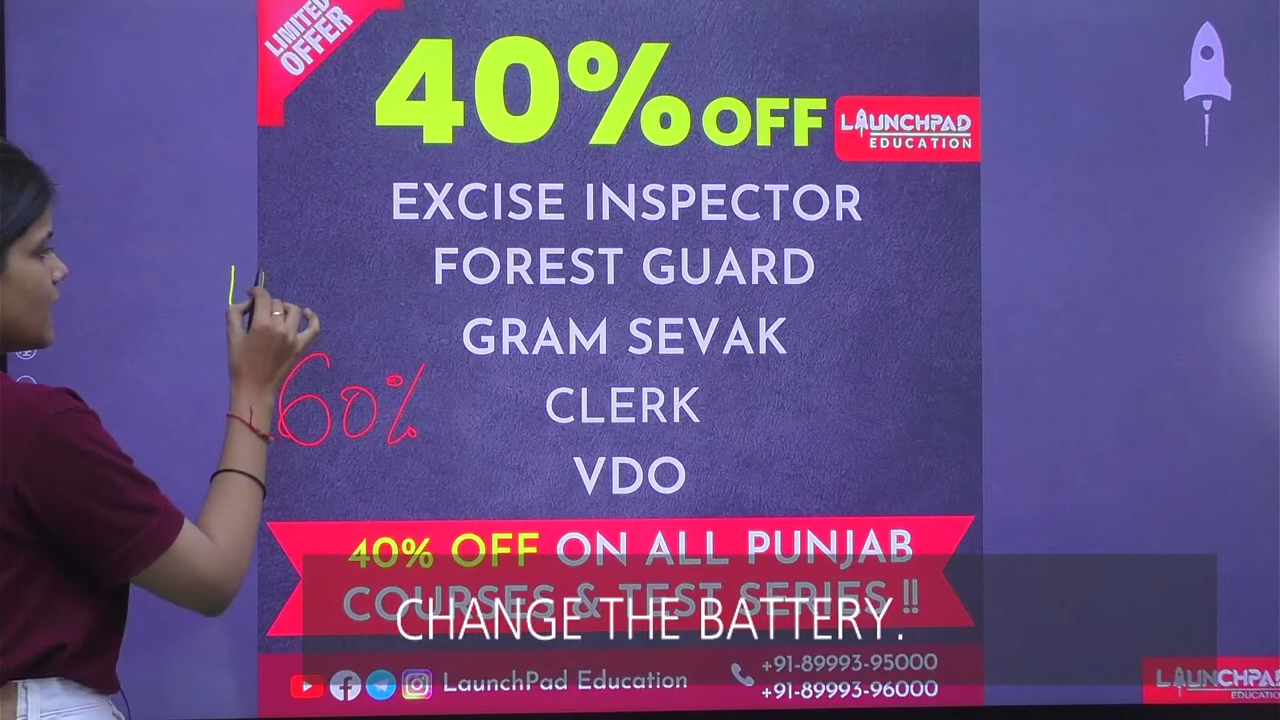 LIMITED
OFFER
40% OFF
LAUNCHPAD
EDUCATION
EXCISE INSPECTOR
FOREST GUARD
GRAM SEVAK
60%
CLERK
VDO
40% OFF ON ALL PUNJAB
COURSES & TEST SERIES !!
CHANGE THE BATTERY.
LaunchPad Education
+91-89993-95000
+91-89993-96000
LAUNCHPAD
EDUCATIO